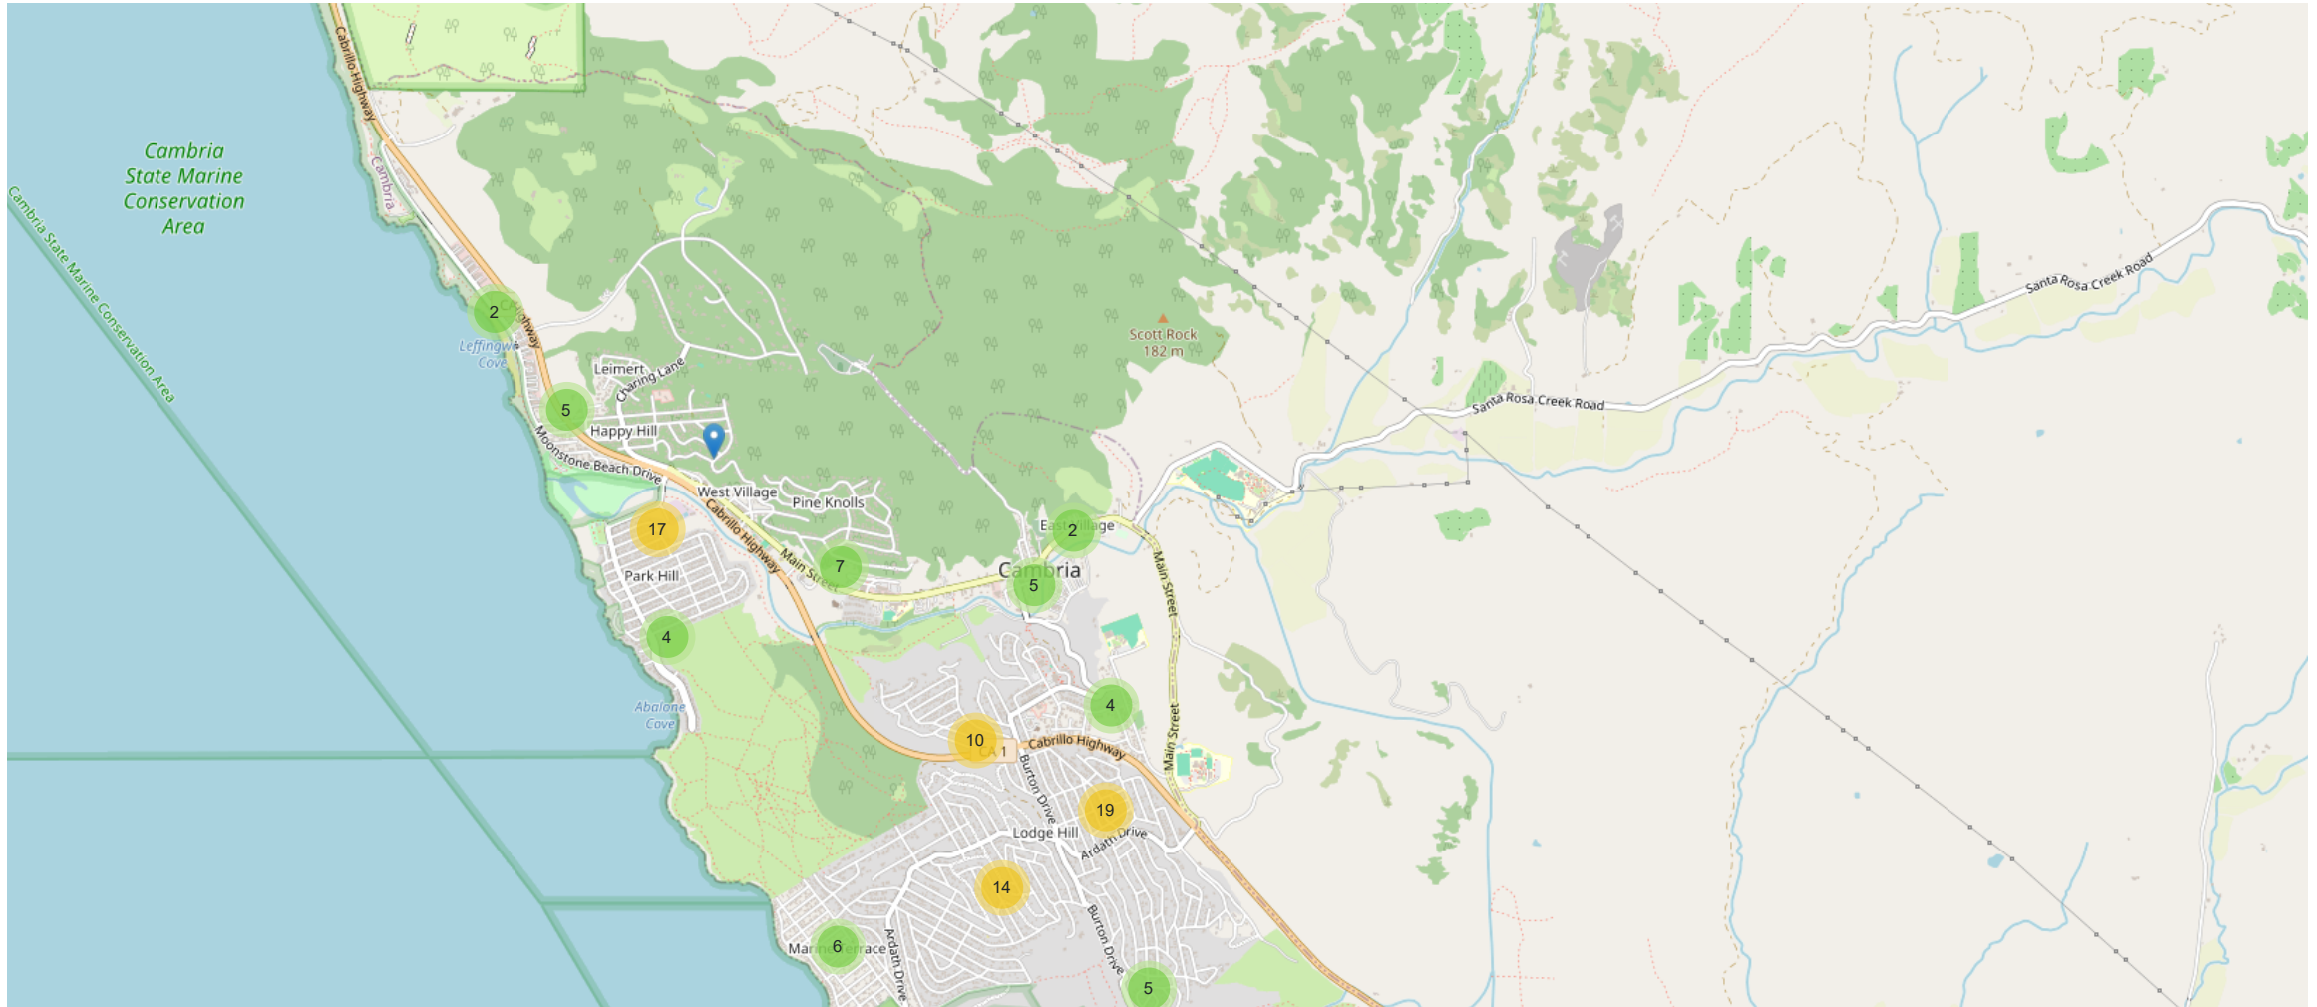 Cabrillo Highway
Cambria
State Marine
Conservation
Area
Cambria
Cambria State Marine Conservation Area
2
Highway
Cove
Scott Rock
182 m
Santa Rosa Creek Road
Leimert
Charing Lane
5
Happy Hill
Santa Rosa Creek Road
Moonstone Beach Drive
West Village
Pine Knolls
17
Cabrillo Highway
2
Main Street
7
Main Street
Cambria
5
Park Hill
4
Abalone
Cove
4
10
CA 1
Cabrillo Highway
Main Street
Burton Drive
19
Lodge Hill
Ardath Drive
14
6
Ardath Drive
Burton Drive
5